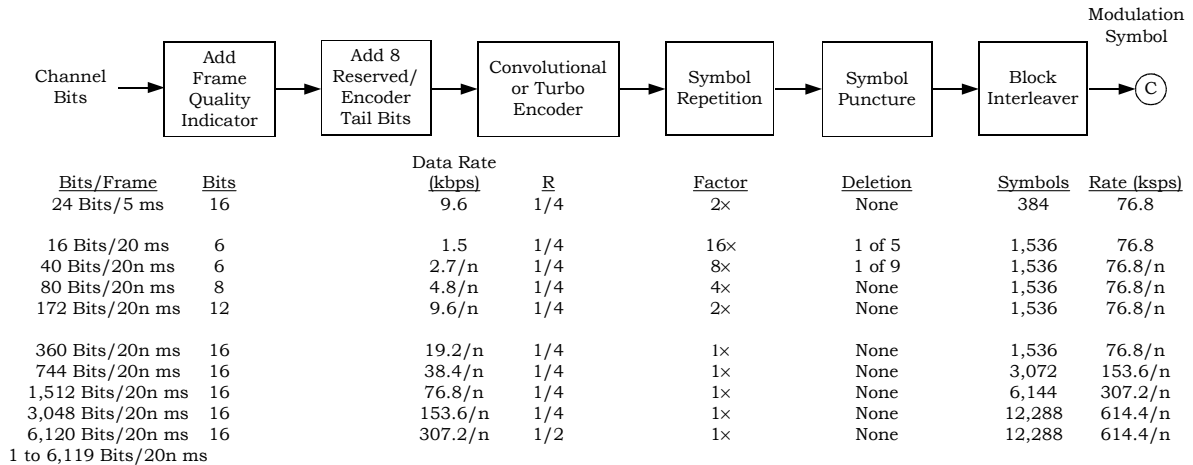 Modulation
Symbol
Channel
Bits
Add
Frame
Quality
Indicator
Add 8
Reserved/
Encoder
Tail Bits
Convolutional
or Turbo
Encoder
Symbol
Repetition
Symbol
Puncture
Block
Interleaver
C
Data Rate
Bits/Frame Bits (kbps) R Factor Deletion Symbols Rate (ksps)
24 Bits/5 ms 16 9.6 1/4 2× None 384 76.8
16 Bits/20 ms 6 1.5 1/4 16× 1 of 5 1,536 76.8
40 Bits/20n ms 6 2.7/n 1/4 8× 1 of 9 1,536 76.8/n
80 Bits/20n ms 8 4.8/n 1/4 4× None 1,536 76.8/n
172 Bits/20n ms 12 9.6/n 1/4 2× None 1,536 76.8/n
360 Bits/20n ms 16 19.2/n 1/4 1× None 1,536 76.8/n
744 Bits/20n ms 16 38.4/n 1/4 1× None 3,072 153.6/n
1,512 Bits/20n ms 16 76.8/n 1/4 1× None 6,144 307.2/n
3,048 Bits/20n ms 16 153.6/n 1/4 1× None 12,288 614.4/n
6,120 Bits/20n ms 16 307.2/n 1/2 1× None 12,288 614.4/n
1 to 6,119 Bits/20n ms